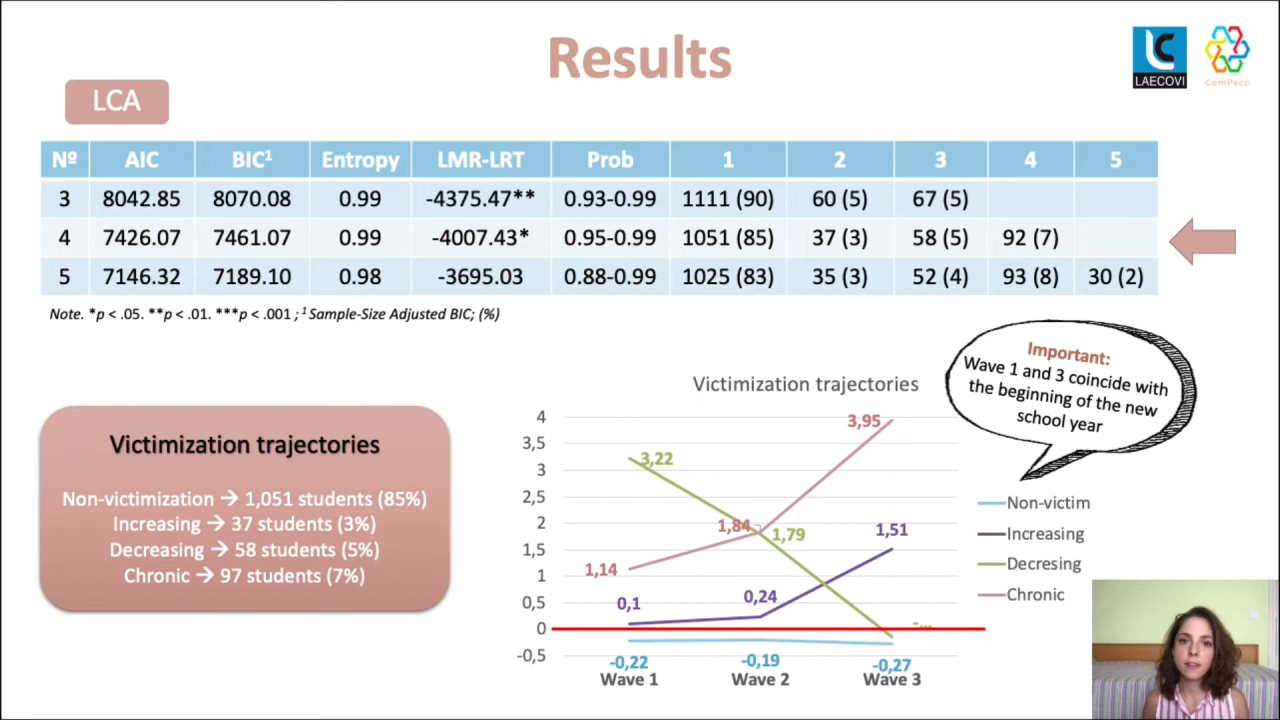 Results
LC
LAECOVI
ComPaco
LCA
Nº AIC BIC¹ Entropy LMR-LRT Prob 1 2 3 4 5
3 8042.85 8070.08 0.99 -4375.47** 0.93-0.99 1111 (90) 60 (5) 67 (5)
4 7426.07 7461.07 0.99 -4007.43* 0.95-0.99 1051 (85) 37 (3) 58 (5) 92 (7)
5 7146.32 7189.10 0.98 -3695.03 0.88-0.99 1025 (83) 35 (3) 52 (4) 93 (8) 30 (2)
Note. *p < .05. **p < .01. ***p < .001 ; ¹ Sample-Size Adjusted BIC; (%)
Important:
Wave 1 and 3 coincide with
the beginning of the new
school year
Victimization trajectories
Non-victimization → 1,051 students (85%)
Increasing → 37 students (3%)
Decreasing → 58 students (5%)
Chronic → 97 students (7%)
Victimization trajectories
4
3,5
3
2,5
2
1,5
1
0,5
0
-0,5
3,95
3,22
1,84
1,79
1,51
1,14
0,1
0,24
-...
-0,22
-0,19
-0,27
Wave 1
Wave 2
Wave 3
Non-victim
Increasing
Decresing
Chronic